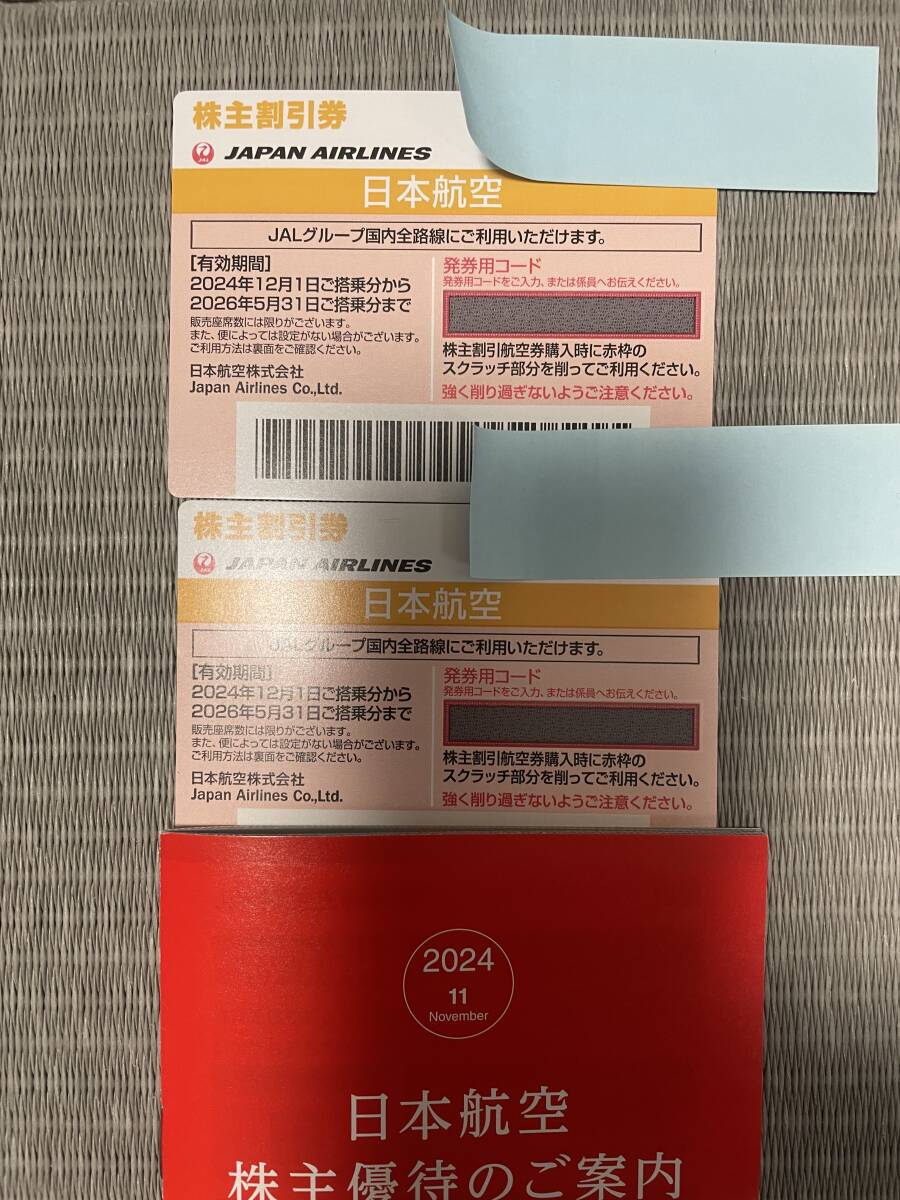 株主割引券
JAL
JAPAN AIRLINES
日本航空
JALグループ国内全路線にご利用いただけます。
[有効期間]
2024年12月1日ご搭乗分から
2026年5月31日ご搭乗分まで
販売座席数には限りがございます。
また、便によっては設定がない場合がございます。
ご利用方法は裏面をご確認ください。
日本航空株式会社
Japan Airlines Co.,Ltd.
発券用コード
発券用コードをご入力、または係員へお伝えください。
株主割引航空券購入時に赤枠の
スクラッチ部分を削ってご利用ください。
強く削り過ぎないようご注意ください。
株主割引券
JAL
JAPAN AIRLINES
日本航空
JALグループ国内全路線にご利用いただけます。
[有効期間]
2024年12月1日ご搭乗分から
2026年5月31日ご搭乗分まで
販売座席数には限りがございます。
また、便によっては設定がない場合がございます。
ご利用方法は裏面をご確認ください。
日本航空株式会社
Japan Airlines Co.,Ltd.
発券用コード
発券用コードをご入力、または係員へお伝えください。
株主割引航空券購入時に赤枠の
スクラッチ部分を削ってご利用ください。
強く削り過ぎないようご注意ください。
2024
11
November
日本航空
株主優待のご案内